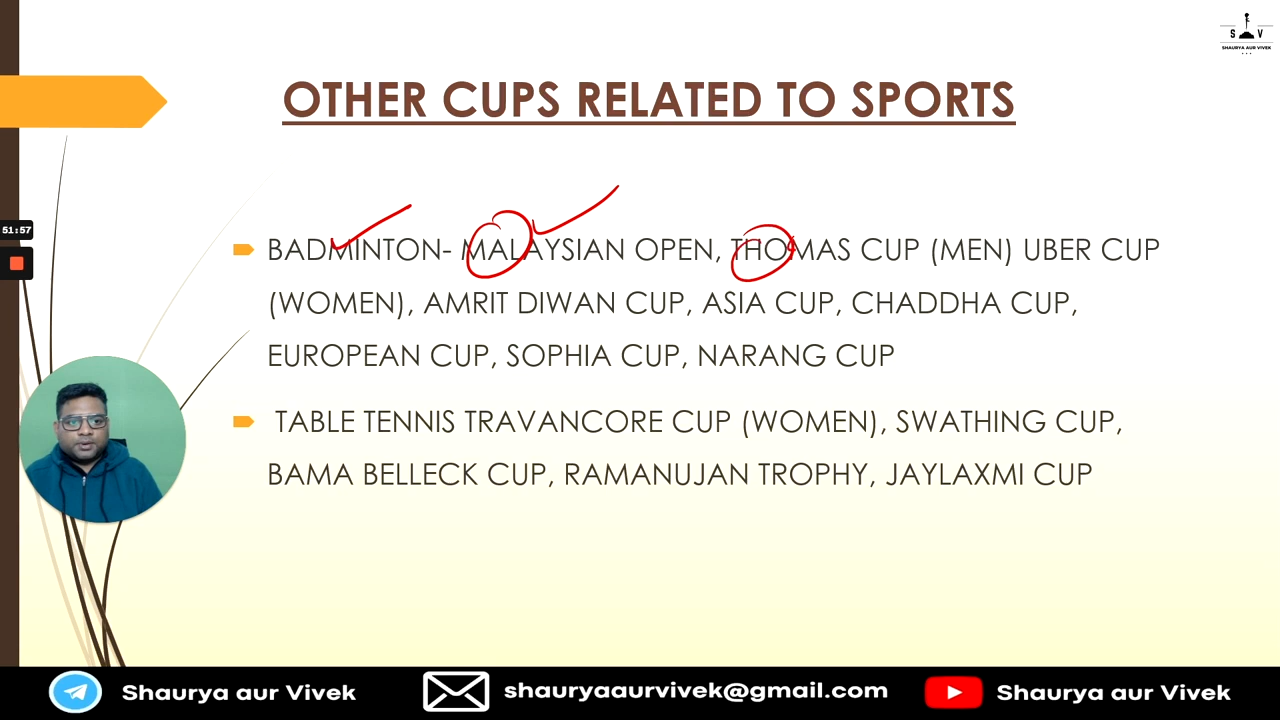 S V
SHAURYA AUR VIVEK
OTHER CUPS RELATED TO SPORTS
51:57
BADMINTON- MALAYSIAN OPEN, THOMAS CUP (MEN) UBER CUP
(WOMEN), AMRIT DIWAN CUP, ASIA CUP, CHADDHA CUP,
EUROPEAN CUP, SOPHIA CUP, NARANG CUP
TABLE TENNIS TRAVANCORE CUP (WOMEN), SWATHING CUP,
BAMA BELLECK CUP, RAMANUJAN TROPHY, JAYLAXMI CUP
Shaurya aur Vivek
shauryaaurvivek@gmail.com
Shaurya aur Vivek